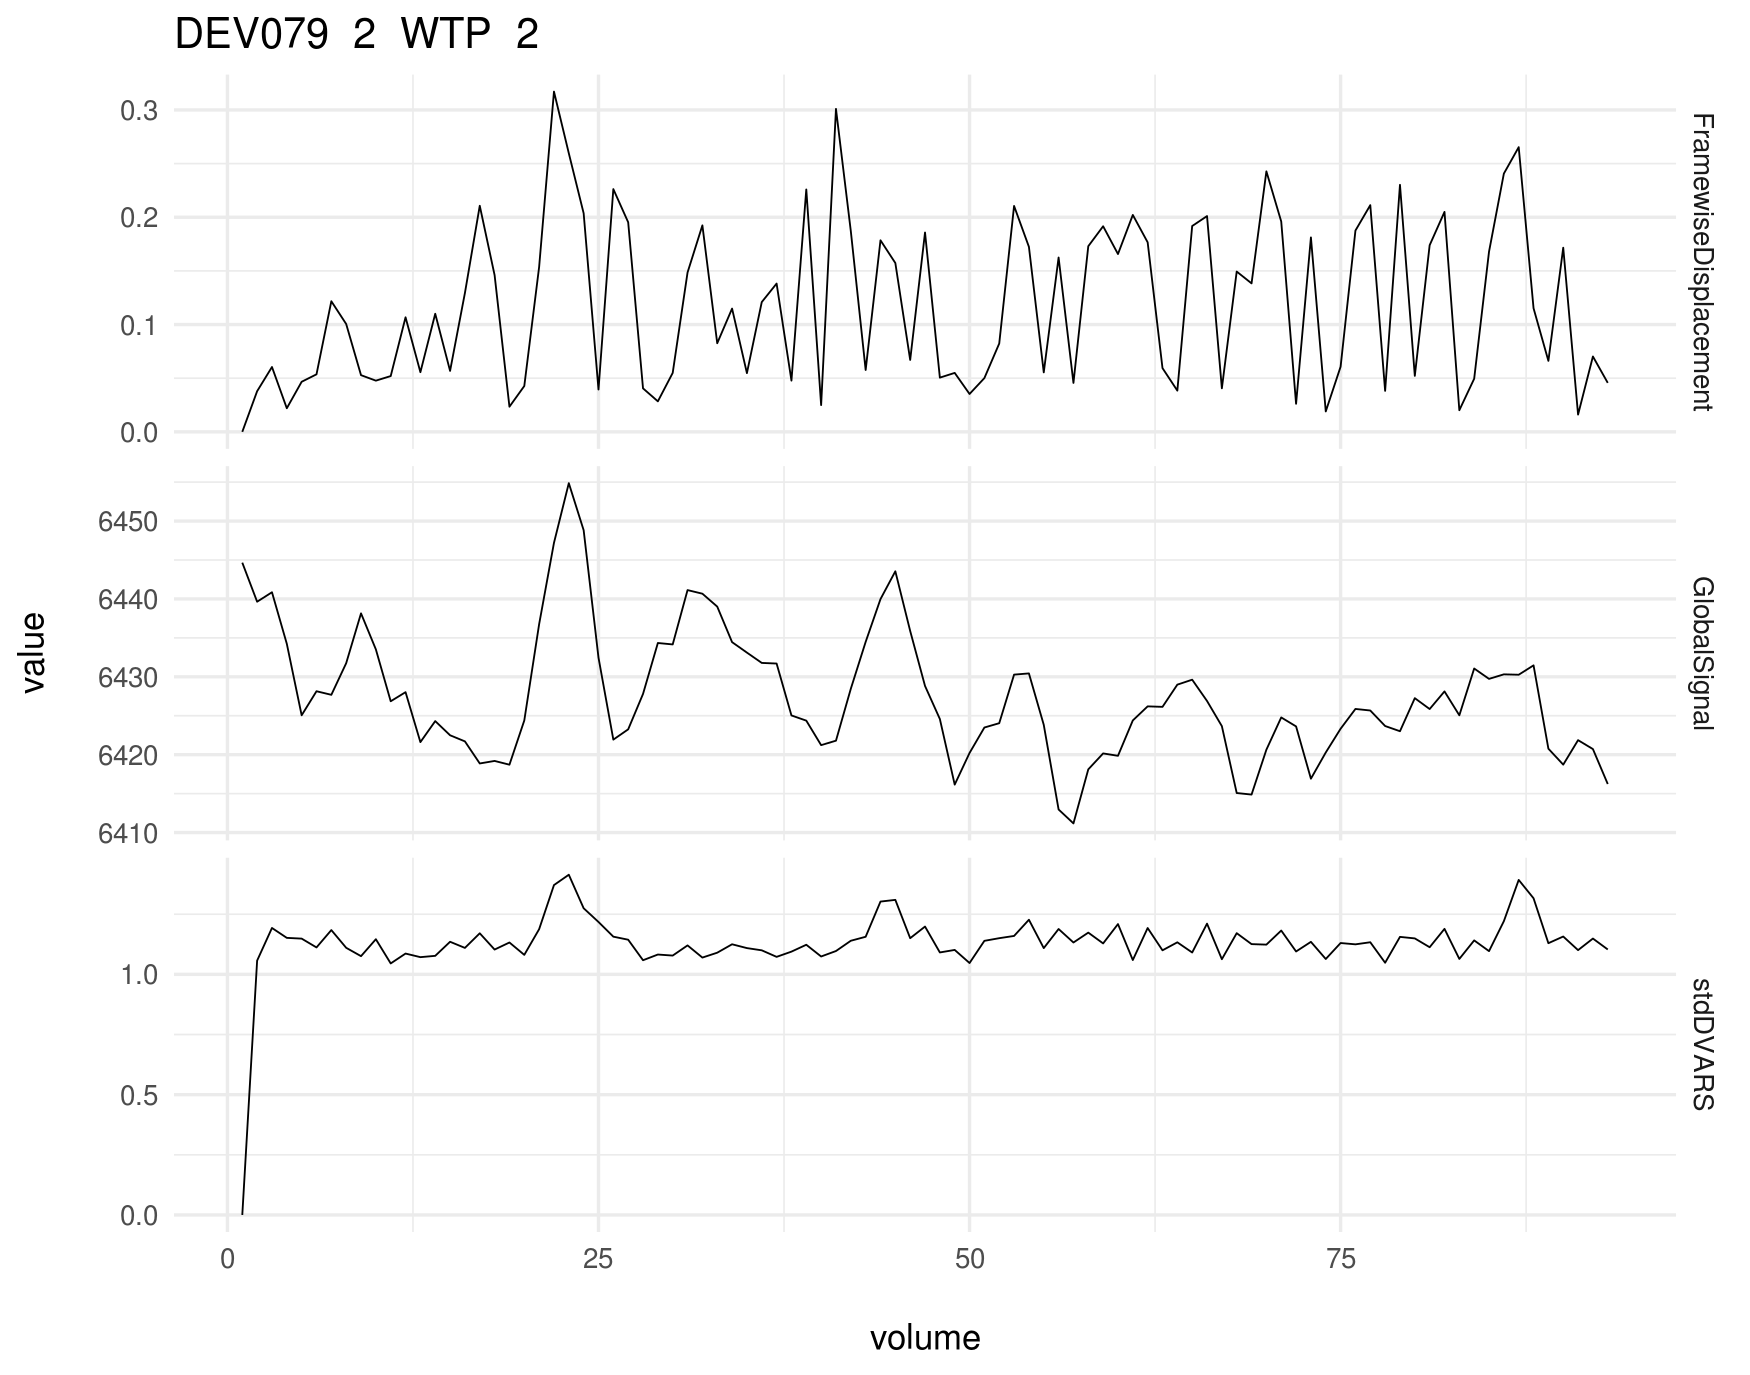 DEV079  2  WTP  2
0.3
0.2
0.1
0.0
FramewiseDisplacement
6450
6440
6430
6420
6410
GlobalSignal
value
1.0
0.5
0.0
stdDVARS
0 25 50 75
volume